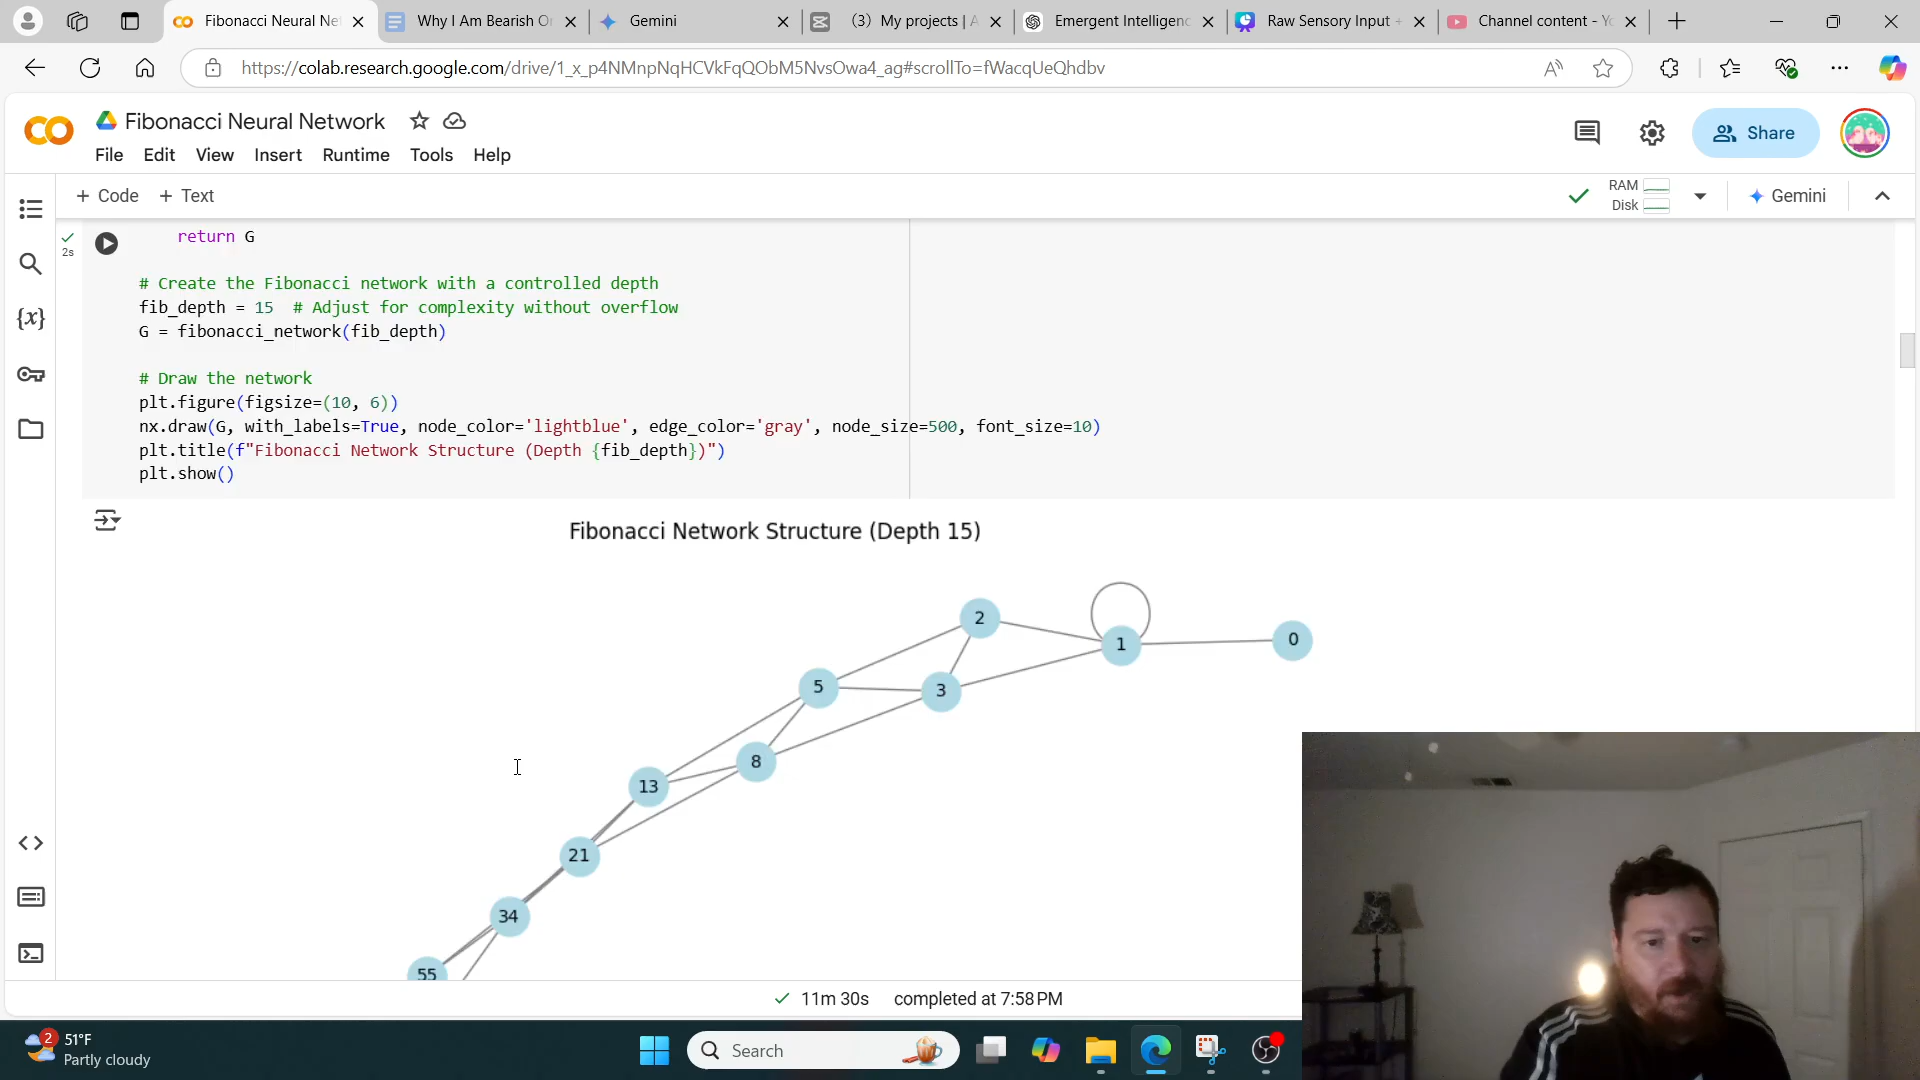 Fibonacci Neural Ne
Why I Am Bearish O
Gemini
(3) My projects | A
Emergent Intelligenc
Raw Sensory Input +
Channel content - Yo
https://colab.research.google.com/drive/1_x_p4NMnpNqHCVkFqQObM5NvsOwa4_ag#scrollTo=fWacqUeQhdbv
Fibonacci Neural Network
File Edit View Insert Runtime Tools Help
Share
+ Code + Text
RAM
Disk
Gemini
2s
return G
# Create the Fibonacci network with a controlled depth
fib_depth = 15 # Adjust for complexity without overflow
G = fibonacci_network(fib_depth)
# Draw the network
plt.figure(figsize=(10, 6))
nx.draw(G, with_labels=True, node_color='lightblue', edge_color='gray', node_size=500, font_size=10)
plt.title(f"Fibonacci Network Structure (Depth {fib_depth})")
plt.show()
Fibonacci Network Structure (Depth 15)
2
1
0
5
3
8
13
21
34
55
11m 30s completed at 7:58 PM
2
51°F
Partly cloudy
Search